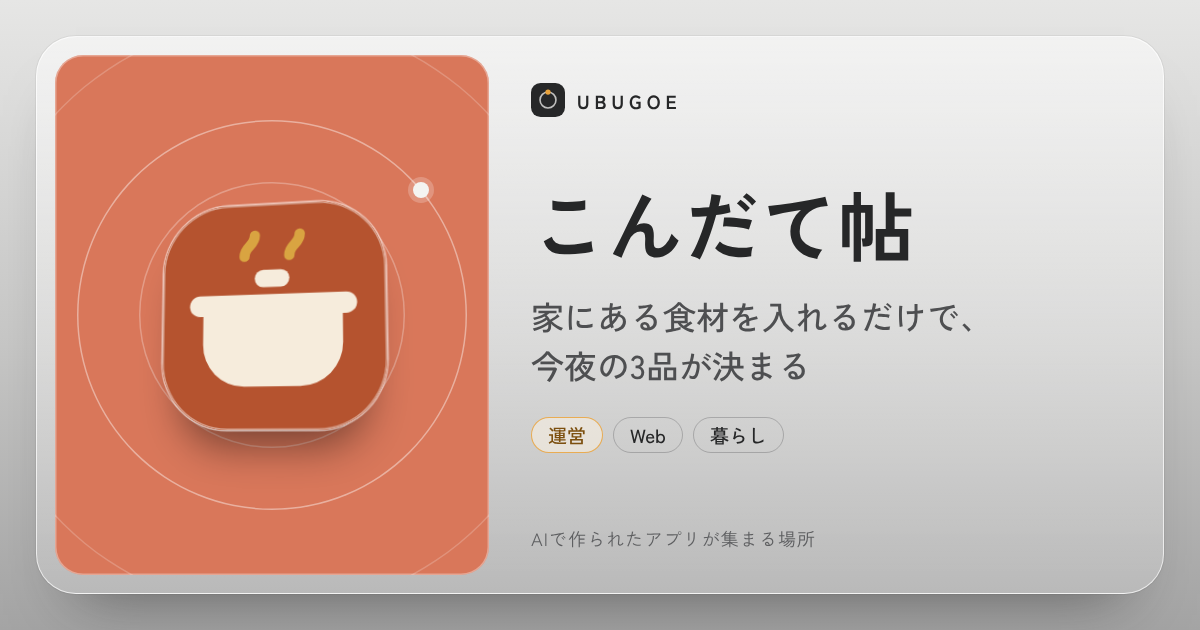 UBUGOE
こんだて帖
家にある食材を入れるだけで、
今夜の3品が決まる
運営 Web 暮らし
AIで作られたアプリが集まる場所